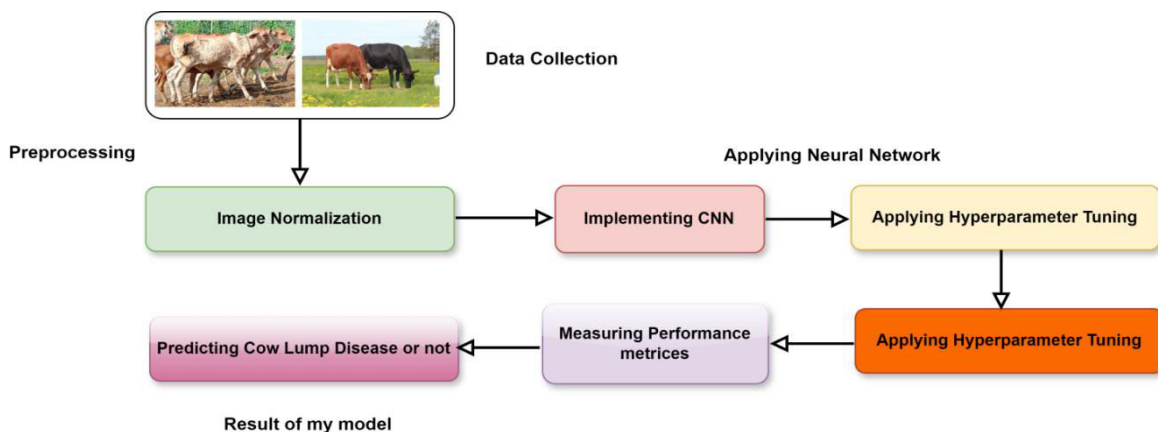 Data Collection
Preprocessing
Applying Neural Network
Image Normalization
Implementing CNN
Applying Hyperparameter Tuning
Predicting Cow Lump Disease or not
Measuring Performance
metrices
Applying Hyperparameter Tuning
Result of my model